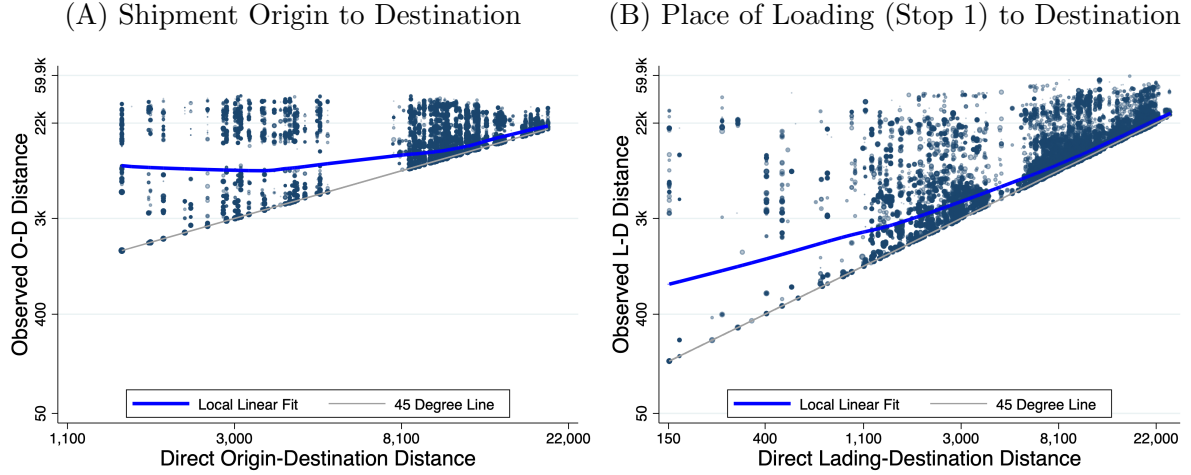 (A) Shipment Origin to Destination
Observed O-D Distance
59.9k
22k
3k
400
50
Local Linear Fit
45 Degree Line
1,100
3,000
8,100
22,000
Direct Origin-Destination Distance
(B) Place of Loading (Stop 1) to Destination
Observed L-D Distance
59.9k
22k
3k
400
50
Local Linear Fit
45 Degree Line
150
400
1,100
3,000
8,100
22,000
Direct Lading-Destination Distance